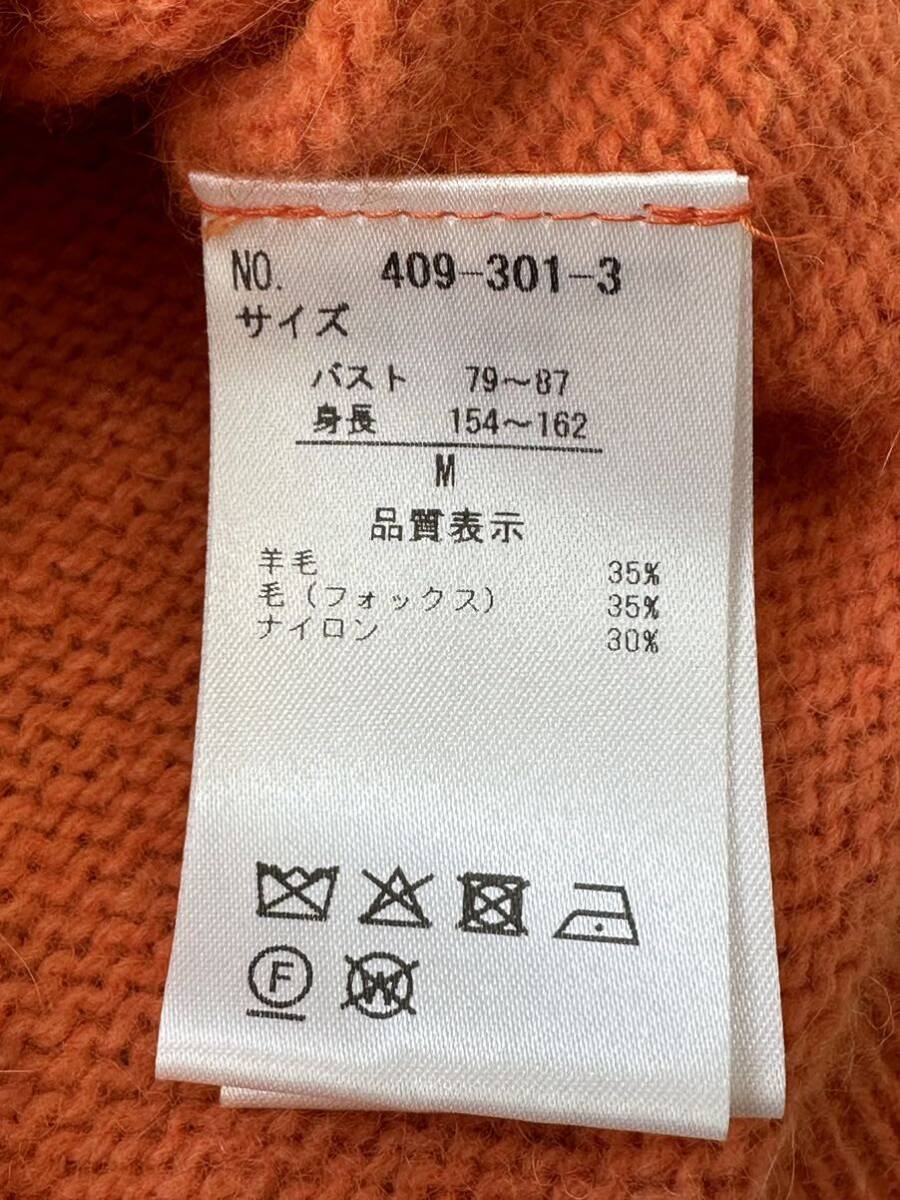 NO. 409-301-3
サイズ
バスト 79〜87
身長 154〜162
M
品質表示
羊毛 35%
毛(フォックス) 35%
ナイロン 30%
F W